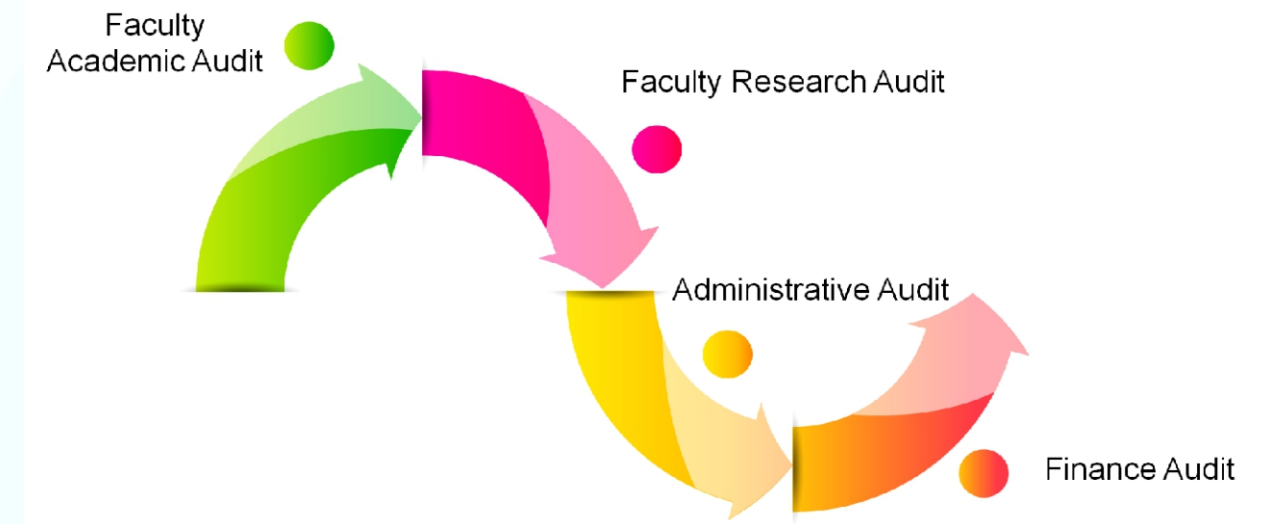 Faculty
Academic Audit
Faculty Research Audit
Administrative Audit
Finance Audit